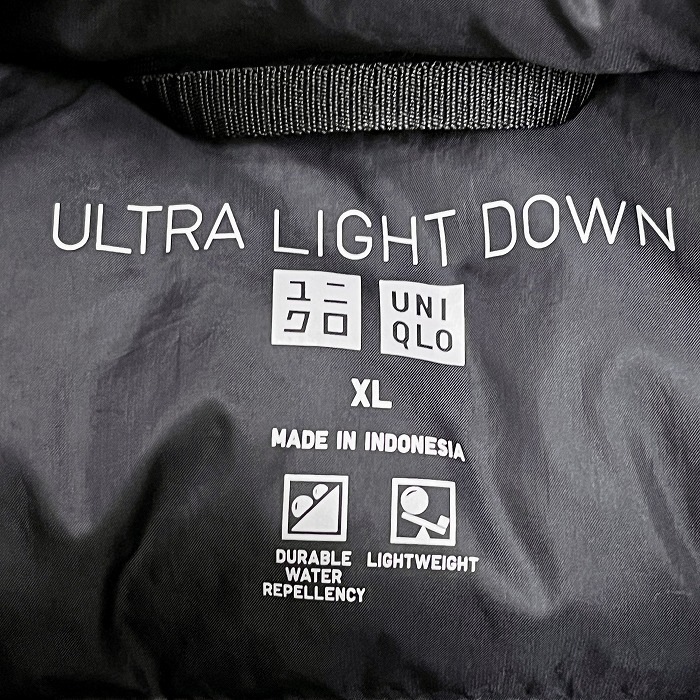 ULTRA LIGHT DOWN
ユニ
クロ
UNI
QLO
XL
MADE IN INDONESIA
DURABLE
WATER
REPELLENCY
LIGHTWEIGHT